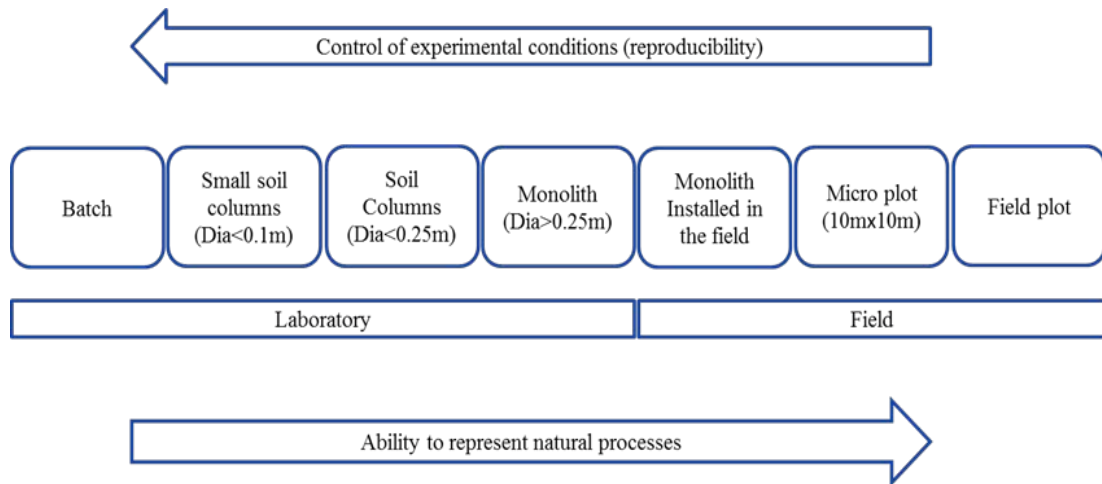 Control of experimental conditions (reproducibility)
Batch
Small soil
columns
(Dia<0.1m)
Soil
Columns
(Dia<0.25m)
Monolith
(Dia>0.25m)
Monolith
Installed in
the field
Micro plot
(10mx10m)
Field plot
Laboratory
Field
Ability to represent natural processes